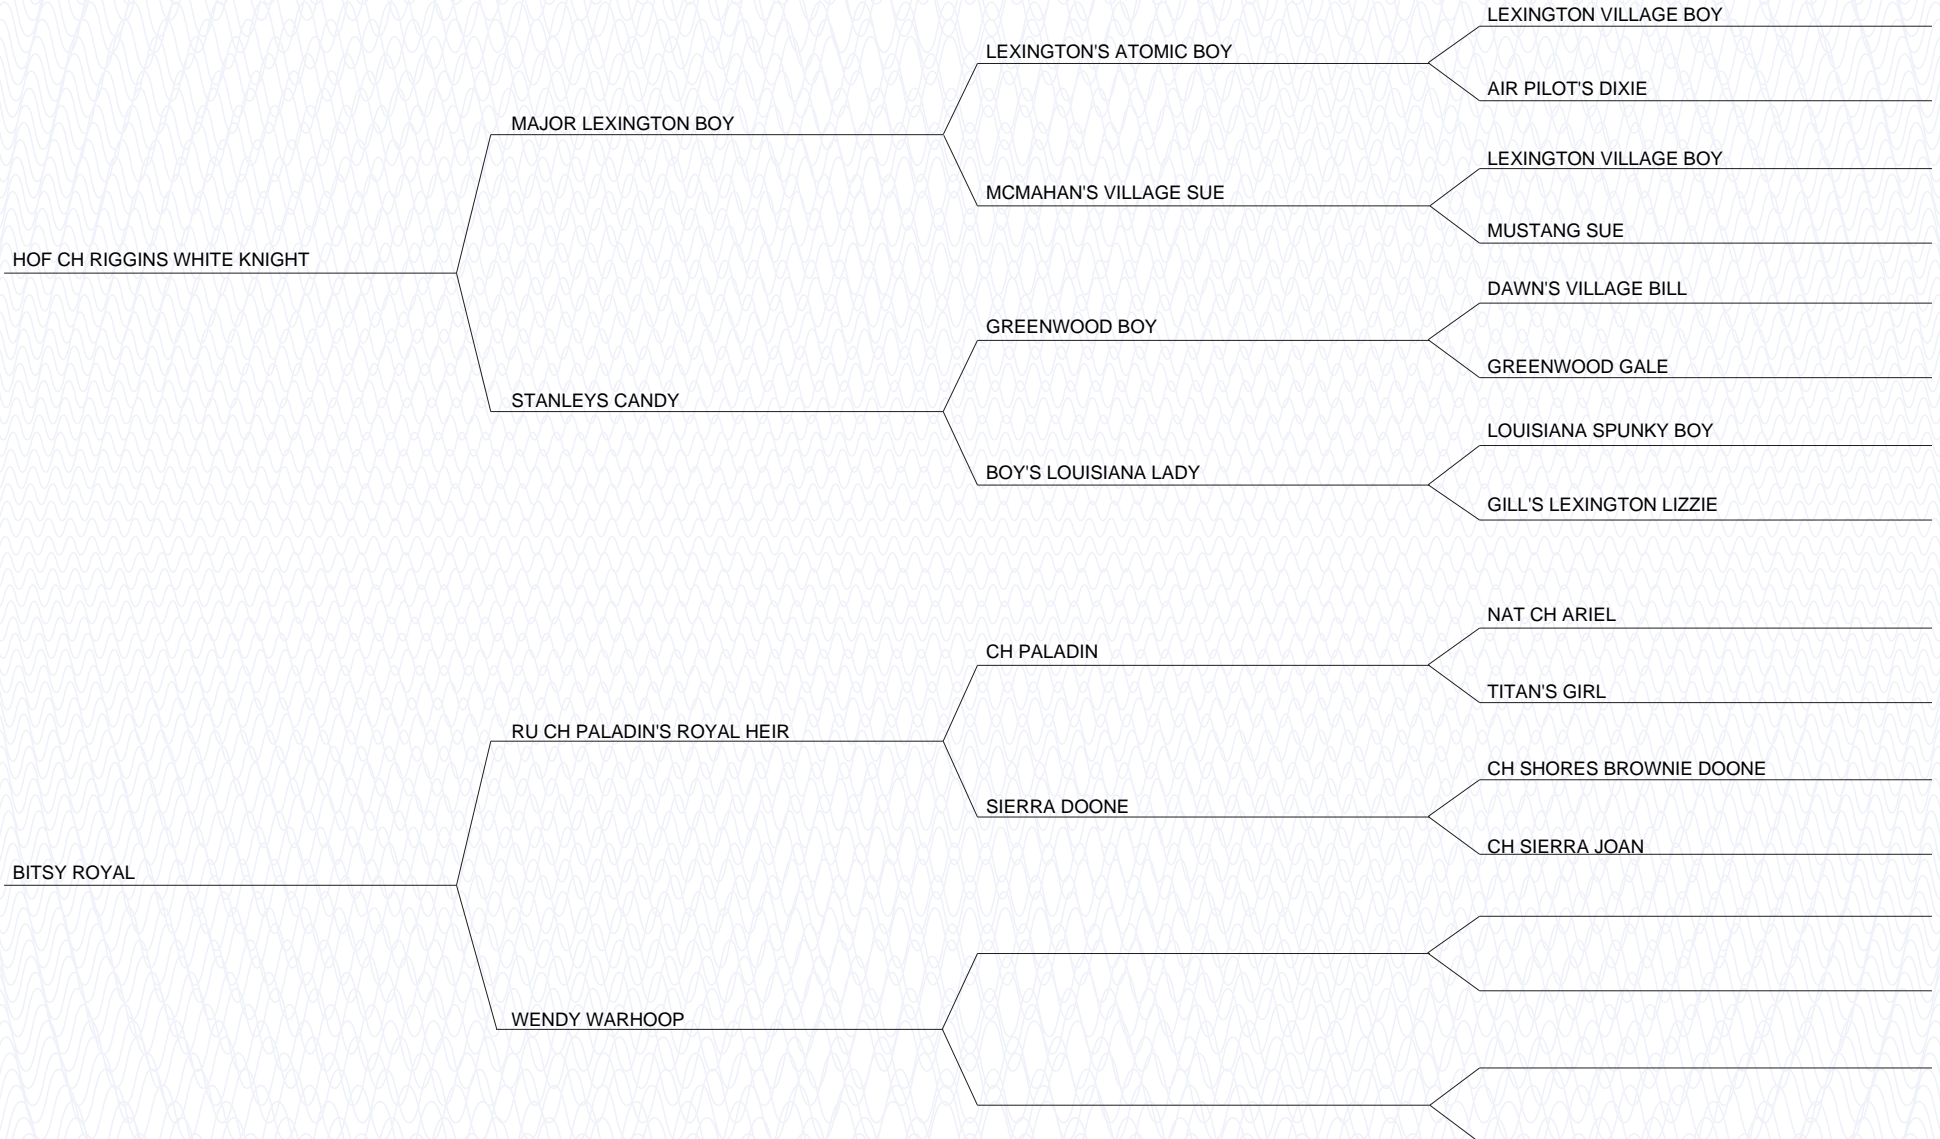 LEXINGTON VILLAGE BOY
LEXINGTON'S ATOMIC BOY
AIR PILOT'S DIXIE
MAJOR LEXINGTON BOY
LEXINGTON VILLAGE BOY
MCMAHAN'S VILLAGE SUE
MUSTANG SUE
HOF CH RIGGINS WHITE KNIGHT
DAWN'S VILLAGE BILL
GREENWOOD BOY
GREENWOOD GALE
STANLEYS CANDY
LOUISIANA SPUNKY BOY
BOY'S LOUISIANA LADY
GILL'S LEXINGTON LIZZIE
NAT CH ARIEL
CH PALADIN
TITAN'S GIRL
RU CH PALADIN'S ROYAL HEIR
CH SHORES BROWNIE DOONE
SIERRA DOONE
CH SIERRA JOAN
BITSY ROYAL
WENDY WARHOOP